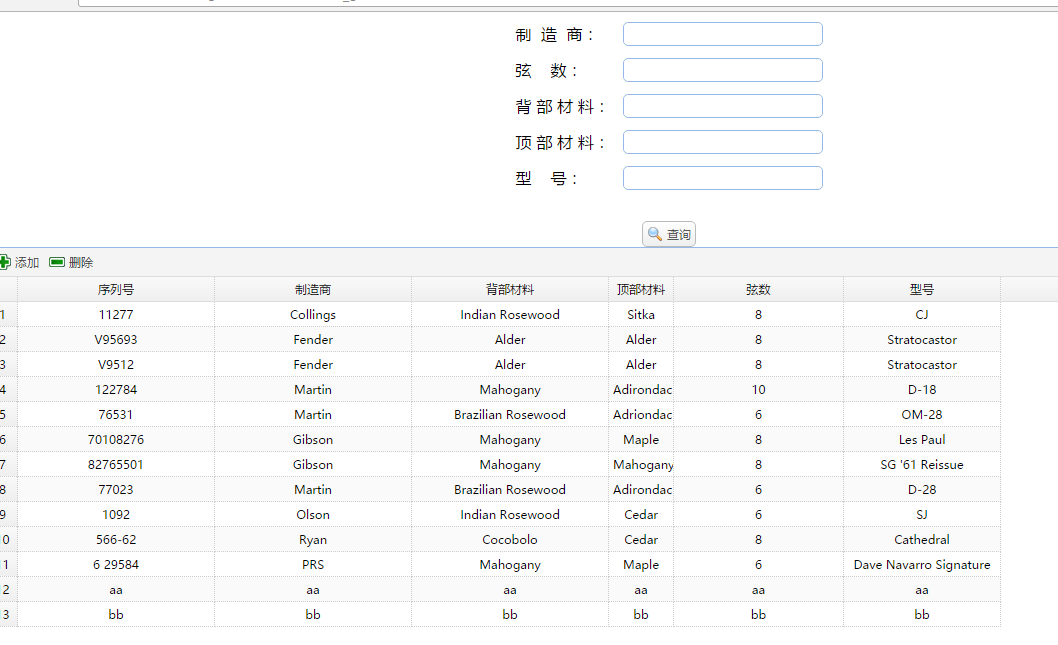 制 造 商：
弦 数：
背 部 材 料：
顶 部 材 料：
型 号：
查询
添加 删除
序列号 制造商 背部材料 顶部材料 弦数 型号
1 11277 Collings Indian Rosewood Sitka 8 CJ
2 V95693 Fender Alder Alder 8 Stratocastor
3 V9512 Fender Alder Alder 8 Stratocastor
4 122784 Martin Mahogany Adirondac 10 D-18
5 76531 Martin Brazilian Rosewood Adriondac 6 OM-28
6 70108276 Gibson Mahogany Maple 8 Les Paul
7 82765501 Gibson Mahogany Mahogany 8 SG '61 Reissue
8 77023 Martin Brazilian Rosewood Adirondac 6 D-28
9 1092 Olson Indian Rosewood Cedar 6 SJ
10 566-62 Ryan Cocobolo Cedar 8 Cathedral
11 6 29584 PRS Mahogany Maple 6 Dave Navarro Signature
12 aa aa aa aa aa aa
13 bb bb bb bb bb bb